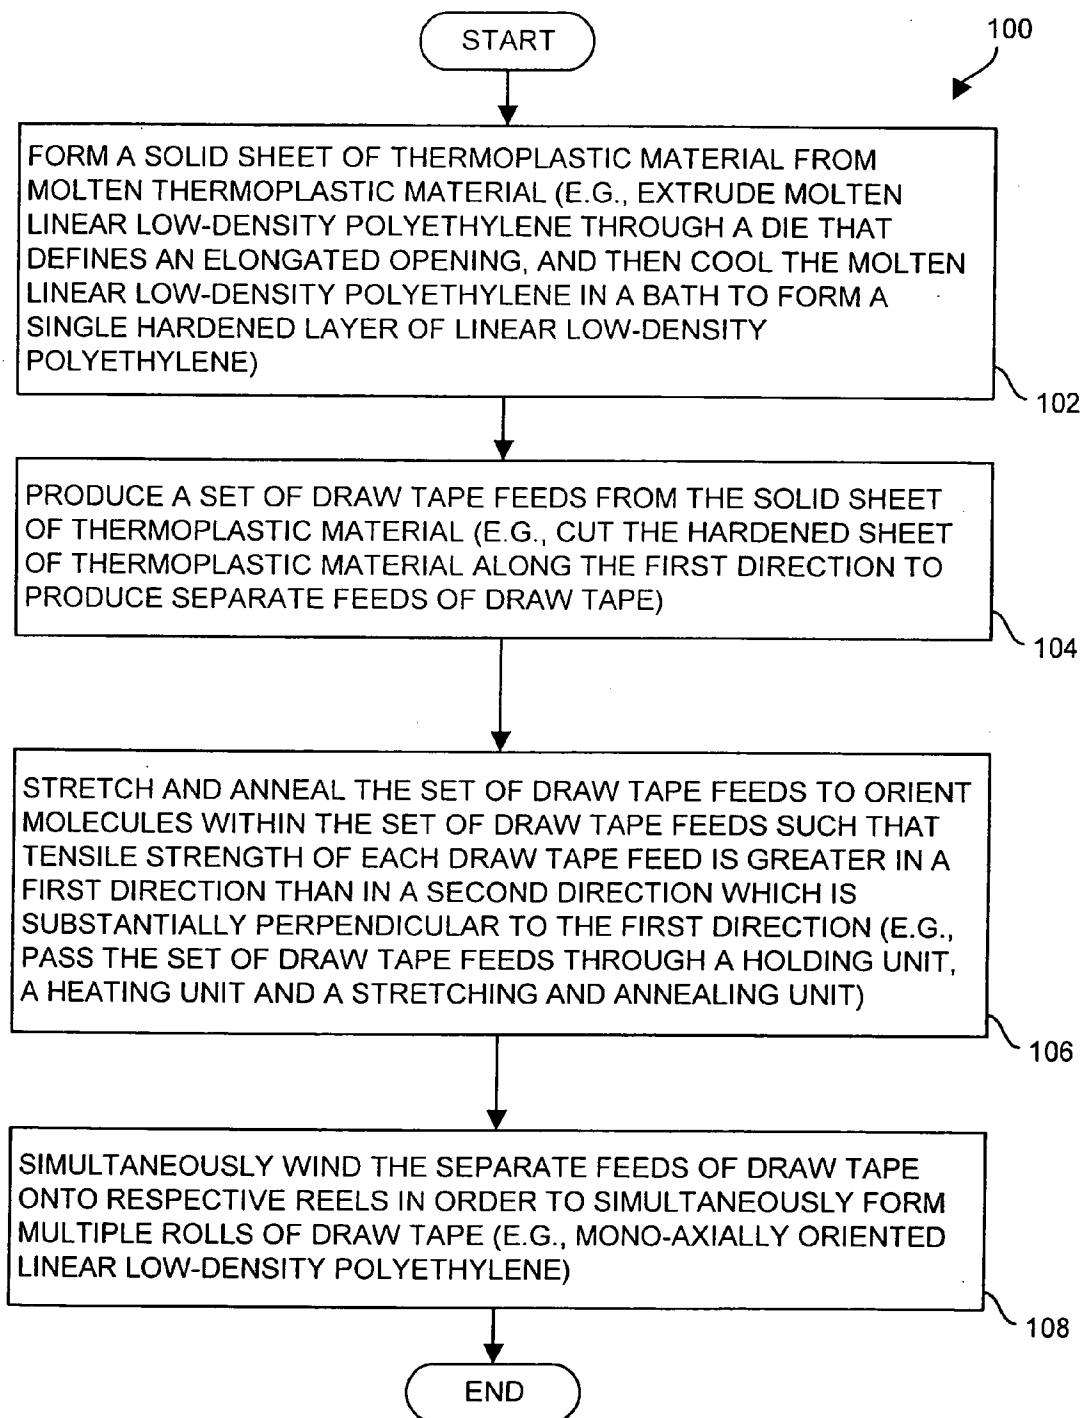 START
100
FORM A SOLID SHEET OF THERMOPLASTIC MATERIAL FROM
MOLTEN THERMOPLASTIC MATERIAL (E.G., EXTRUDE MOLTEN
LINEAR LOW-DENSITY POLYETHYLENE THROUGH A DIE THAT
DEFINES AN ELONGATED OPENING, AND THEN COOL THE MOLTEN
LINEAR LOW-DENSITY POLYETHYLENE IN A BATH TO FORM A
SINGLE HARDENED LAYER OF LINEAR LOW-DENSITY
POLYETHYLENE)
102
PRODUCE A SET OF DRAW TAPE FEEDS FROM THE SOLID SHEET
OF THERMOPLASTIC MATERIAL (E.G., CUT THE HARDENED SHEET
OF THERMOPLASTIC MATERIAL ALONG THE FIRST DIRECTION TO
PRODUCE SEPARATE FEEDS OF DRAW TAPE)
104
STRETCH AND ANNEAL THE SET OF DRAW TAPE FEEDS TO ORIENT
MOLECULES WITHIN THE SET OF DRAW TAPE FEEDS SUCH THAT
TENSILE STRENGTH OF EACH DRAW TAPE FEED IS GREATER IN A
FIRST DIRECTION THAN IN A SECOND DIRECTION WHICH IS
SUBSTANTIALLY PERPENDICULAR TO THE FIRST DIRECTION (E.G.,
PASS THE SET OF DRAW TAPE FEEDS THROUGH A HOLDING UNIT,
A HEATING UNIT AND A STRETCHING AND ANNEALING UNIT)
106
SIMULTANEOUSLY WIND THE SEPARATE FEEDS OF DRAW TAPE
ONTO RESPECTIVE REELS IN ORDER TO SIMULTANEOUSLY FORM
MULTIPLE ROLLS OF DRAW TAPE (E.G., MONO-AXIALLY ORIENTED
LINEAR LOW-DENSITY POLYETHYLENE)
108
END